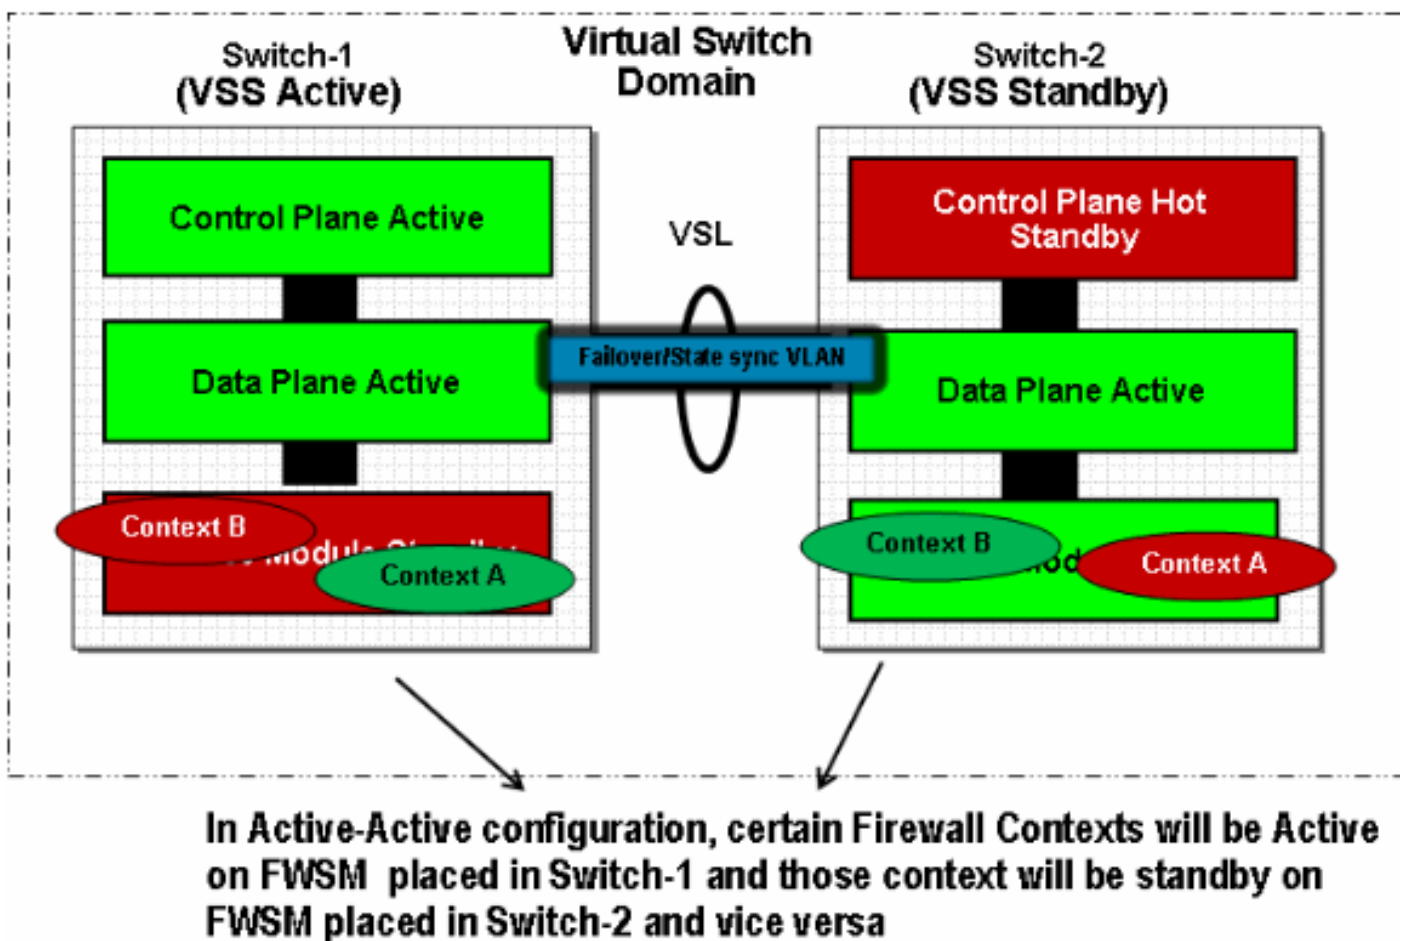 Virtual Switch
Domain
Switch-1
(VSS Active)
Switch-2
(VSS Standby)
Control Plane Active
Data Plane Active
Context B
Module
Context A
VSL
Failover/State sync VLAN
Control Plane Hot
Standby
Data Plane Active
Context B
Context A
In Active-Active configuration, certain Firewall Contexts will be Active
on FWSM placed in Switch-1 and those context will be standby on
FWSM placed in Switch-2 and vice versa